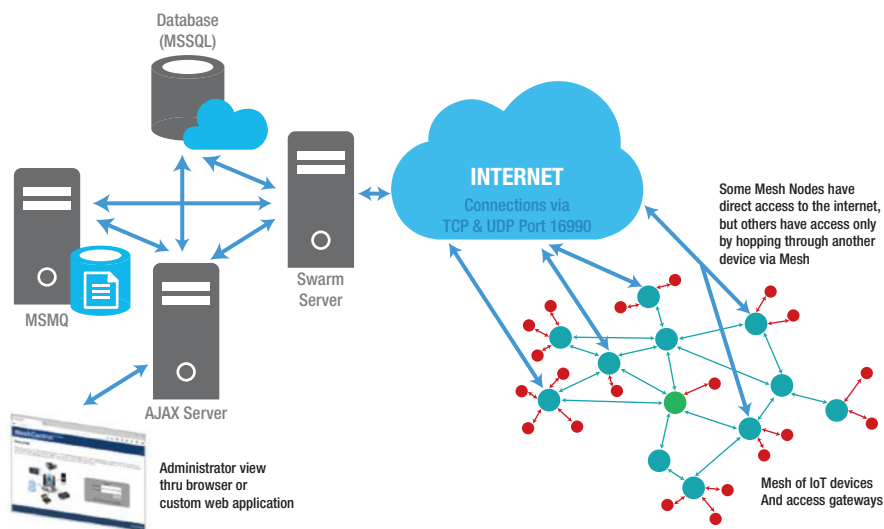 Database
(MSSQL)
INTERNET
Connections via
TCP & UDP Port 16990
Some Mesh Nodes have
direct access to the internet,
but others have access only
by hopping through another
device via Mesh
Swarm
Server
MSMQ
AJAX Server
MeshCentral
Administrator view
thru browser or
custom web application
Mesh of IoT devices
And access gateways